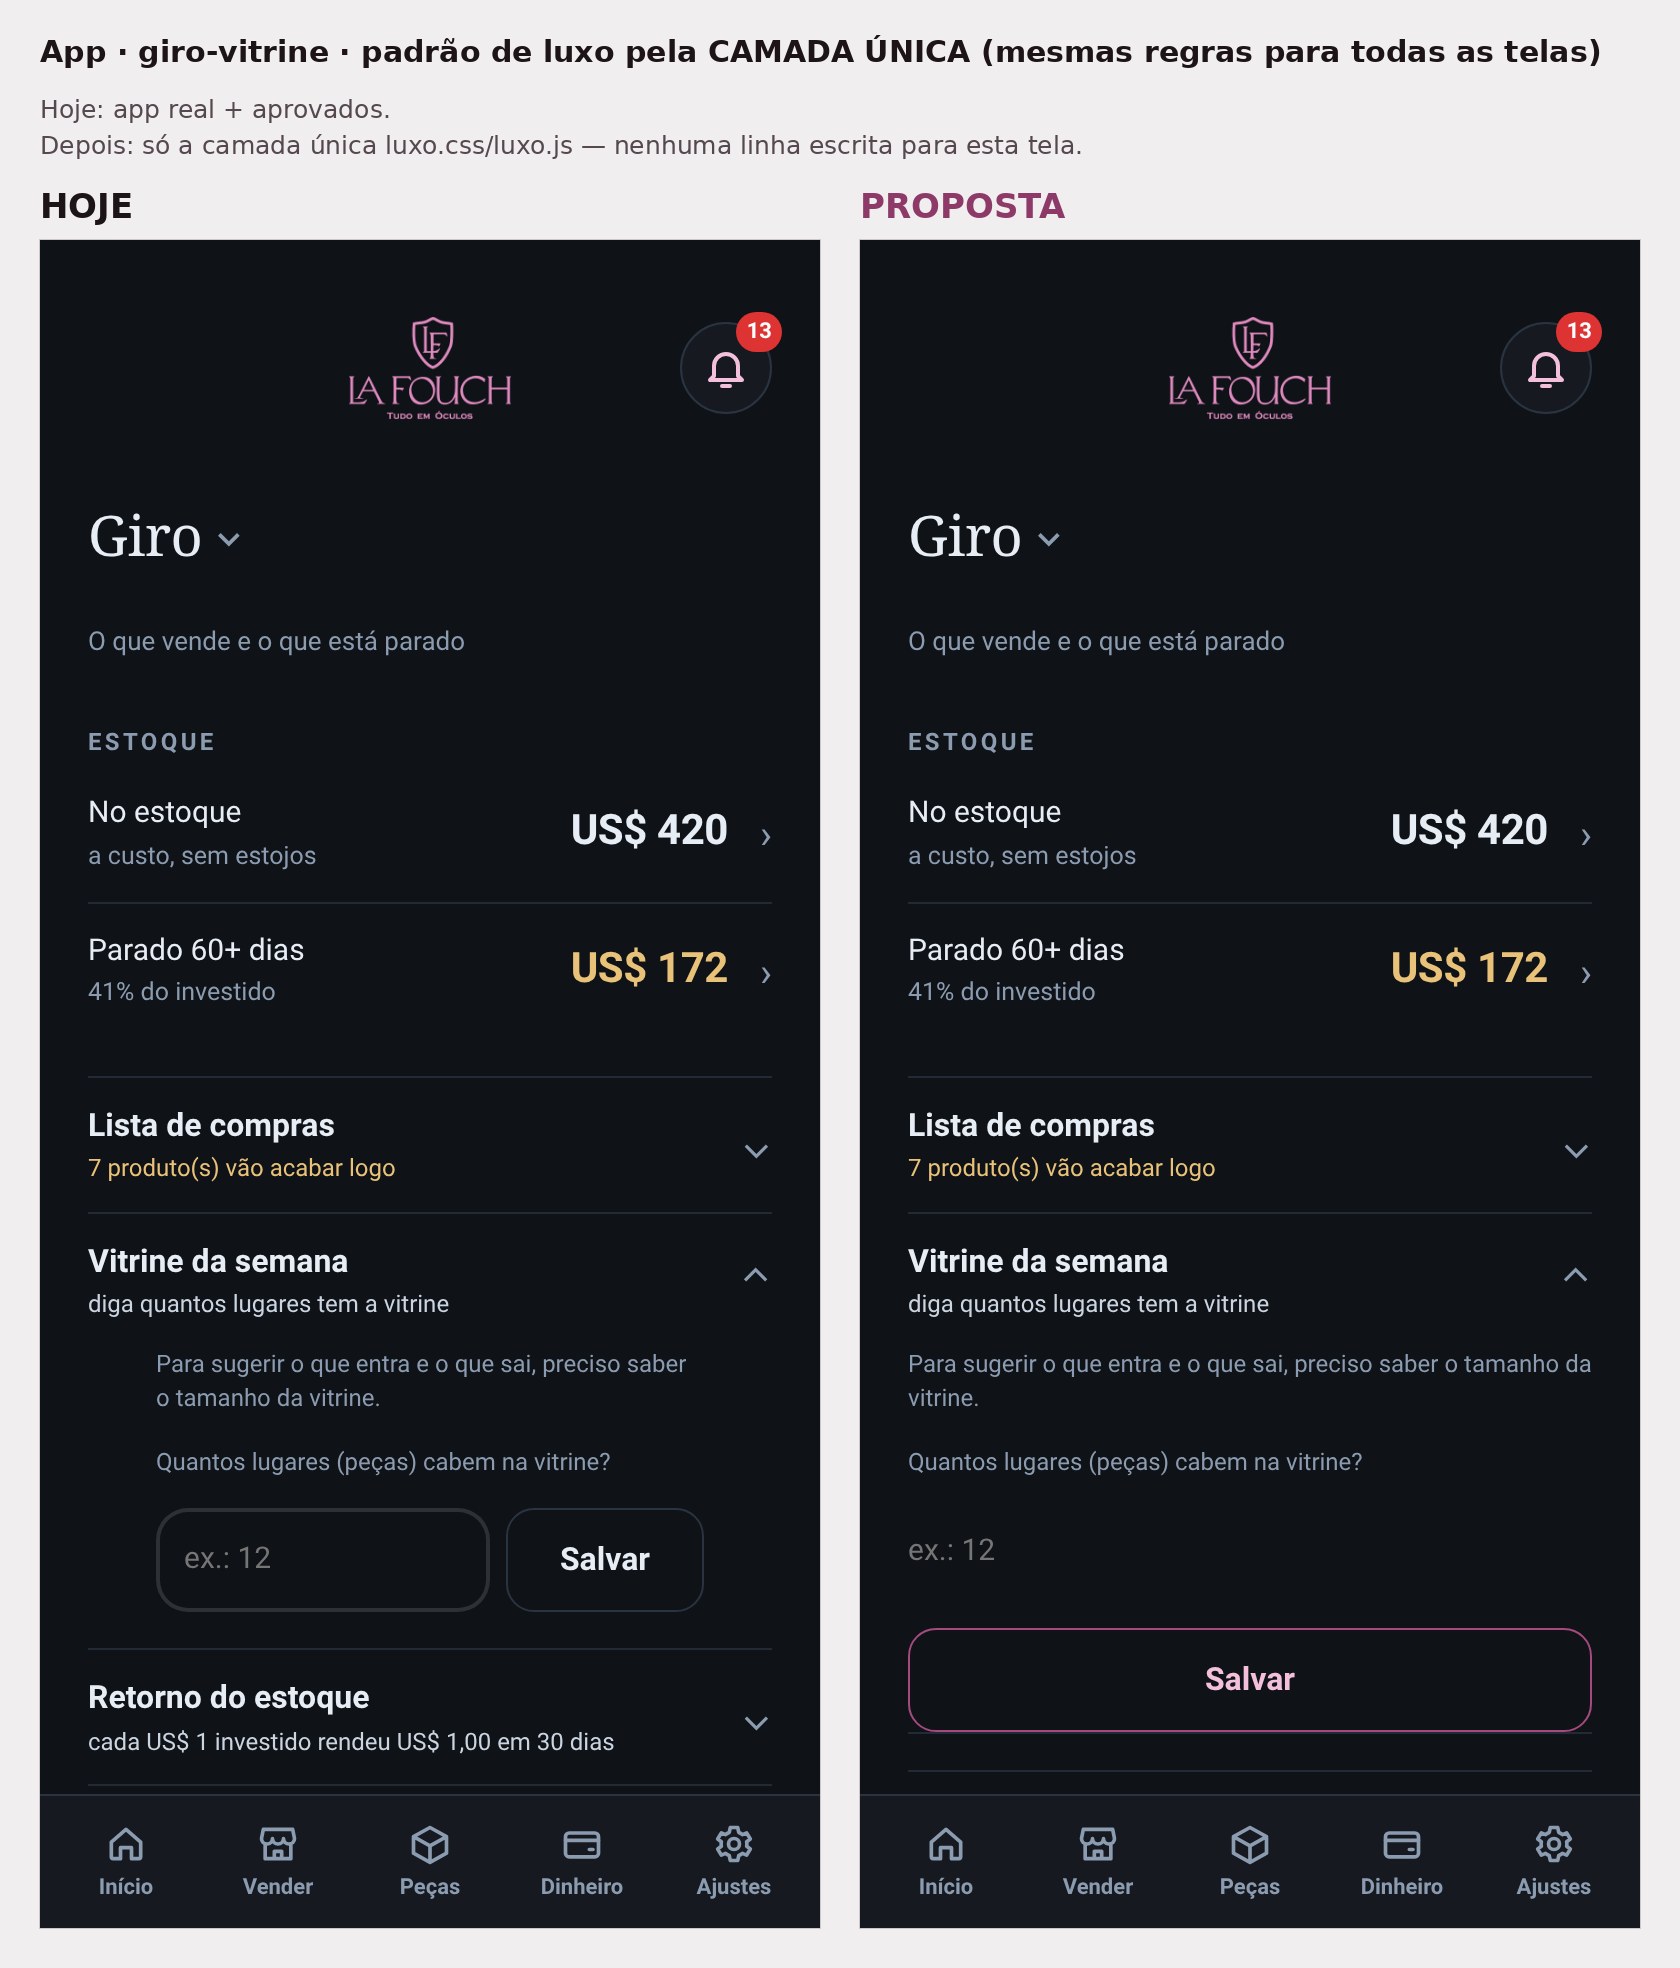 App · giro-vitrine · padrão de luxo pela CAMADA ÚNICA (mesmas regras para todas as telas)
Hoje: app real + aprovados.
Depois: só a camada única luxo.css/luxo.js — nenhuma linha escrita para esta tela.
HOJE
LF
LA FOUCH
Tudo em Óculos
13
Giro
O que vende e o que está parado
ESTOQUE
No estoque
a custo, sem estojos
US$ 420 ›
Parado 60+ dias
41% do investido
US$ 172 ›
Lista de compras
7 produto(s) vão acabar logo
Vitrine da semana
diga quantos lugares tem a vitrine
Para sugerir o que entra e o que sai, preciso saber
o tamanho da vitrine.
Quantos lugares (peças) cabem na vitrine?
ex.: 12
Salvar
Retorno do estoque
cada US$ 1 investido rendeu US$ 1,00 em 30 dias
Início
Vender
Peças
Dinheiro
Ajustes
PROPOSTA
LF
LA FOUCH
Tudo em Óculos
13
Giro
O que vende e o que está parado
ESTOQUE
No estoque
a custo, sem estojos
US$ 420 ›
Parado 60+ dias
41% do investido
US$ 172 ›
Lista de compras
7 produto(s) vão acabar logo
Vitrine da semana
diga quantos lugares tem a vitrine
Para sugerir o que entra e o que sai, preciso saber o tamanho da
vitrine.
Quantos lugares (peças) cabem na vitrine?
ex.: 12
Salvar
Início
Vender
Peças
Dinheiro
Ajustes